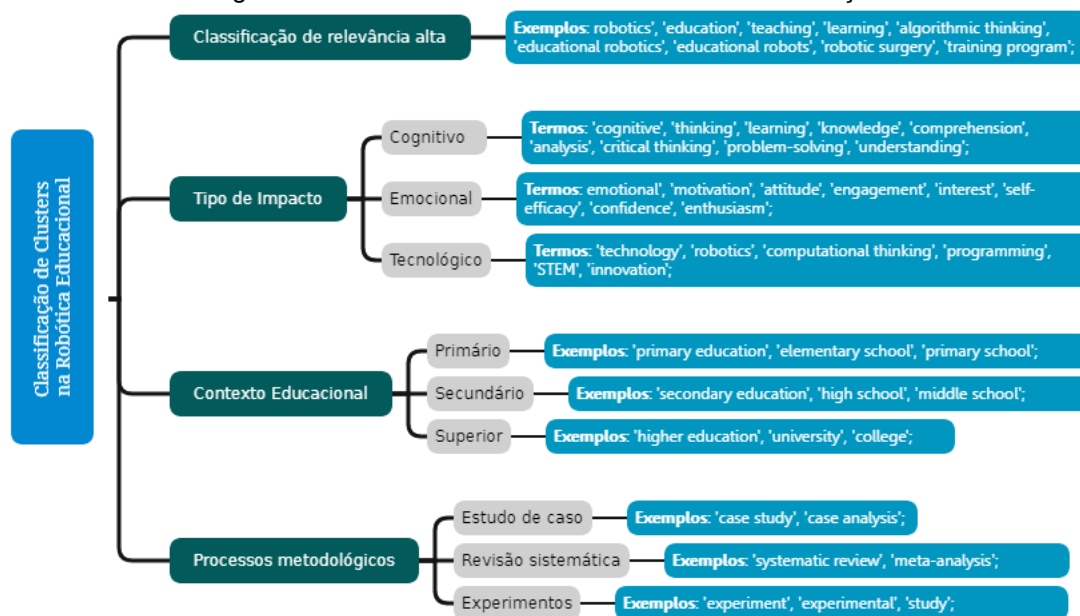 Classificação de Clusters
na Robótica Educacional
Classificação de relevância alta
Exemplos: robotics', 'education', 'teaching', 'learning', 'algorithmic thinking',
'educational robotics', 'educational robots', 'robotic surgery', 'training program';
Tipo de Impacto
Cognitivo
Termos: 'cognitive', 'thinking', 'learning', 'knowledge', 'comprehension',
'analysis', 'critical thinking', 'problem-solving', 'understanding';
Emocional
Termos: emotional', 'motivation', 'attitude', 'engagement', 'interest', 'self-
efficacy', 'confidence', 'enthusiasm';
Tecnológico
Termos: 'technology', 'robotics', 'computational thinking', 'programming',
'STEM', 'innovation';
Contexto Educacional
Primário
Exemplos: 'primary education', 'elementary school', 'primary school';
Secundário
Exemplos: 'secondary education', 'high school', 'middle school';
Superior
Exemplos: 'higher education', 'university', 'college';
Processos metodológicos
Estudo de caso
Exemplos: 'case study', 'case analysis';
Revisão sistemática
Exemplos: 'systematic review', 'meta-analysis';
Experimentos
Exemplos: 'experiment', 'experimental', 'study';